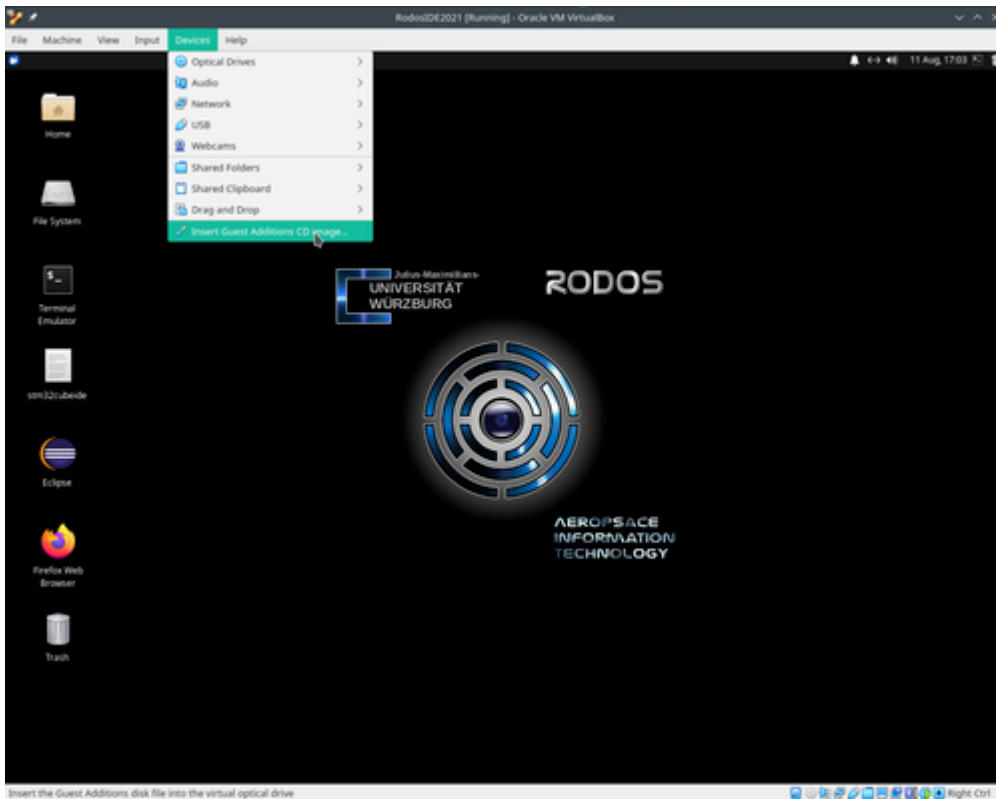 RodosIDE2021 [Running] - Oracle VM VirtualBox
File Machine View Input Devices Help
11 Aug, 17:03
Optical Drives
Audio
Network
USB
Webcams
Shared Folders
Shared Clipboard
Drag and Drop
Insert Guest Additions CD image...
Home
File System
Terminal
Emulator
stm32cubeide
Eclipse
Firefox Web
Browser
Trash
Julius-Maximilians-
UNIVERSITÄT
WÜRZBURG
RODOS
AEROPSACE
INFORMATION
TECHNOLOGY
Insert the Guest Additions disk file into the virtual optical drive
Right Ctrl